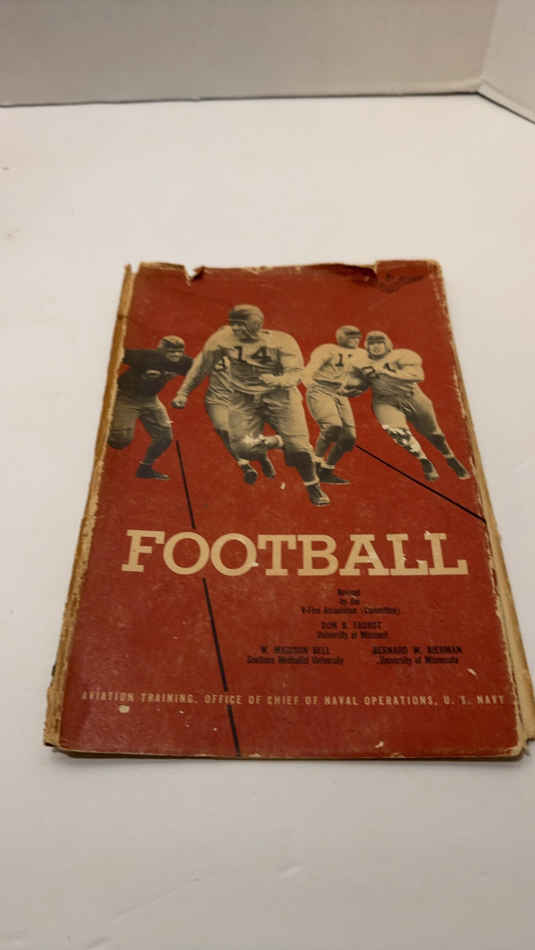 14
FOOTBALL
Revised
by the
V-Five Association (Committee)
DON B. FAUROT
University of Missouri
W. MADISON BELL
Southern Methodist University
BERNARD W. BIERMAN
University of Minnesota
AVIATION TRAINING, OFFICE OF CHIEF OF NAVAL OPERATIONS, U. S. NAVY